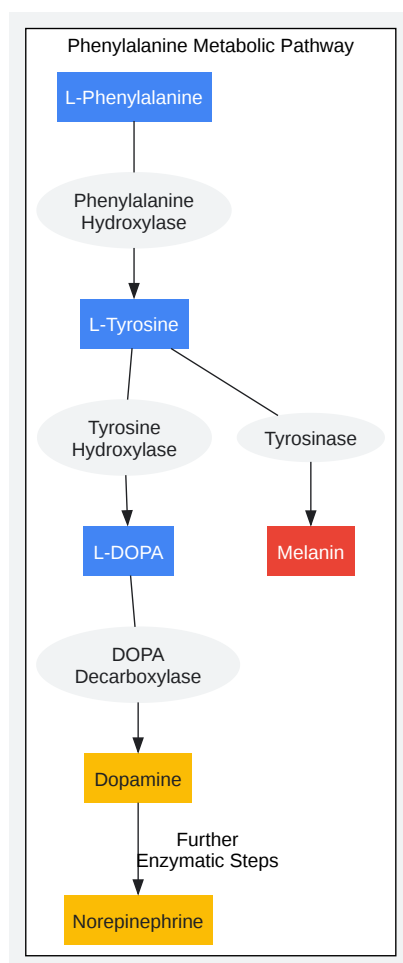 Phenylalanine Metabolic Pathway
L-Phenylalanine
Phenylalanine
Hydroxylase
L-Tyrosine
Tyrosine
Hydroxylase
Tyrosinase
L-DOPA
Melanin
DOPA
Decarboxylase
Dopamine
Further
Enzymatic Steps
Norepinephrine